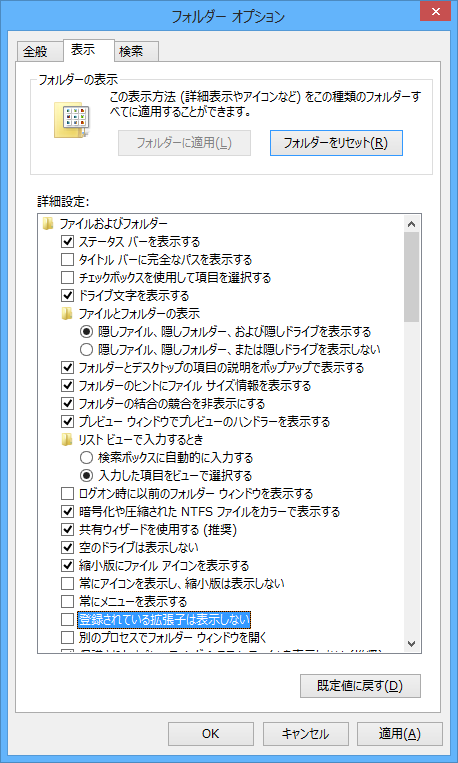 フォルダー オプション
全般
表示
検索
フォルダーの表示
この表示方法 (詳細表示やアイコンなど) をこの種類のフォルダーす
べてに適用することができます。
フォルダーに適用(L)
フォルダーをリセット(R)
詳細設定:
ファイルおよびフォルダー
ステータス バーを表示する
タイトル バーに完全なパスを表示する
チェックボックスを使用して項目を選択する
ドライブ文字を表示する
ファイルとフォルダーの表示
隠しファイル、隠しフォルダー、および隠しドライブを表示する
隠しファイル、隠しフォルダー、または隠しドライブを表示しない
フォルダーとデスクトップの項目の説明をポップアップで表示する
フォルダーのヒントにファイル サイズ情報を表示する
フォルダーの結合の競合を非表示にする
プレビュー ウィンドウでプレビューのハンドラーを表示する
リスト ビューで入力するとき
検索ボックスに自動的に入力する
入力した項目をビューで選択する
ログオン時に以前のフォルダー ウィンドウを表示する
暗号化や圧縮された NTFS ファイルをカラーで表示する
共有ウィザードを使用する (推奨)
空のドライブは表示しない
縮小版にファイル アイコンを表示する
常にアイコンを表示し、縮小版は表示しない
常にメニューを表示する
登録されている拡張子は表示しない
別のプロセスでフォルダー ウィンドウを開く
既定値に戻す(D)
OK
キャンセル
適用(A)